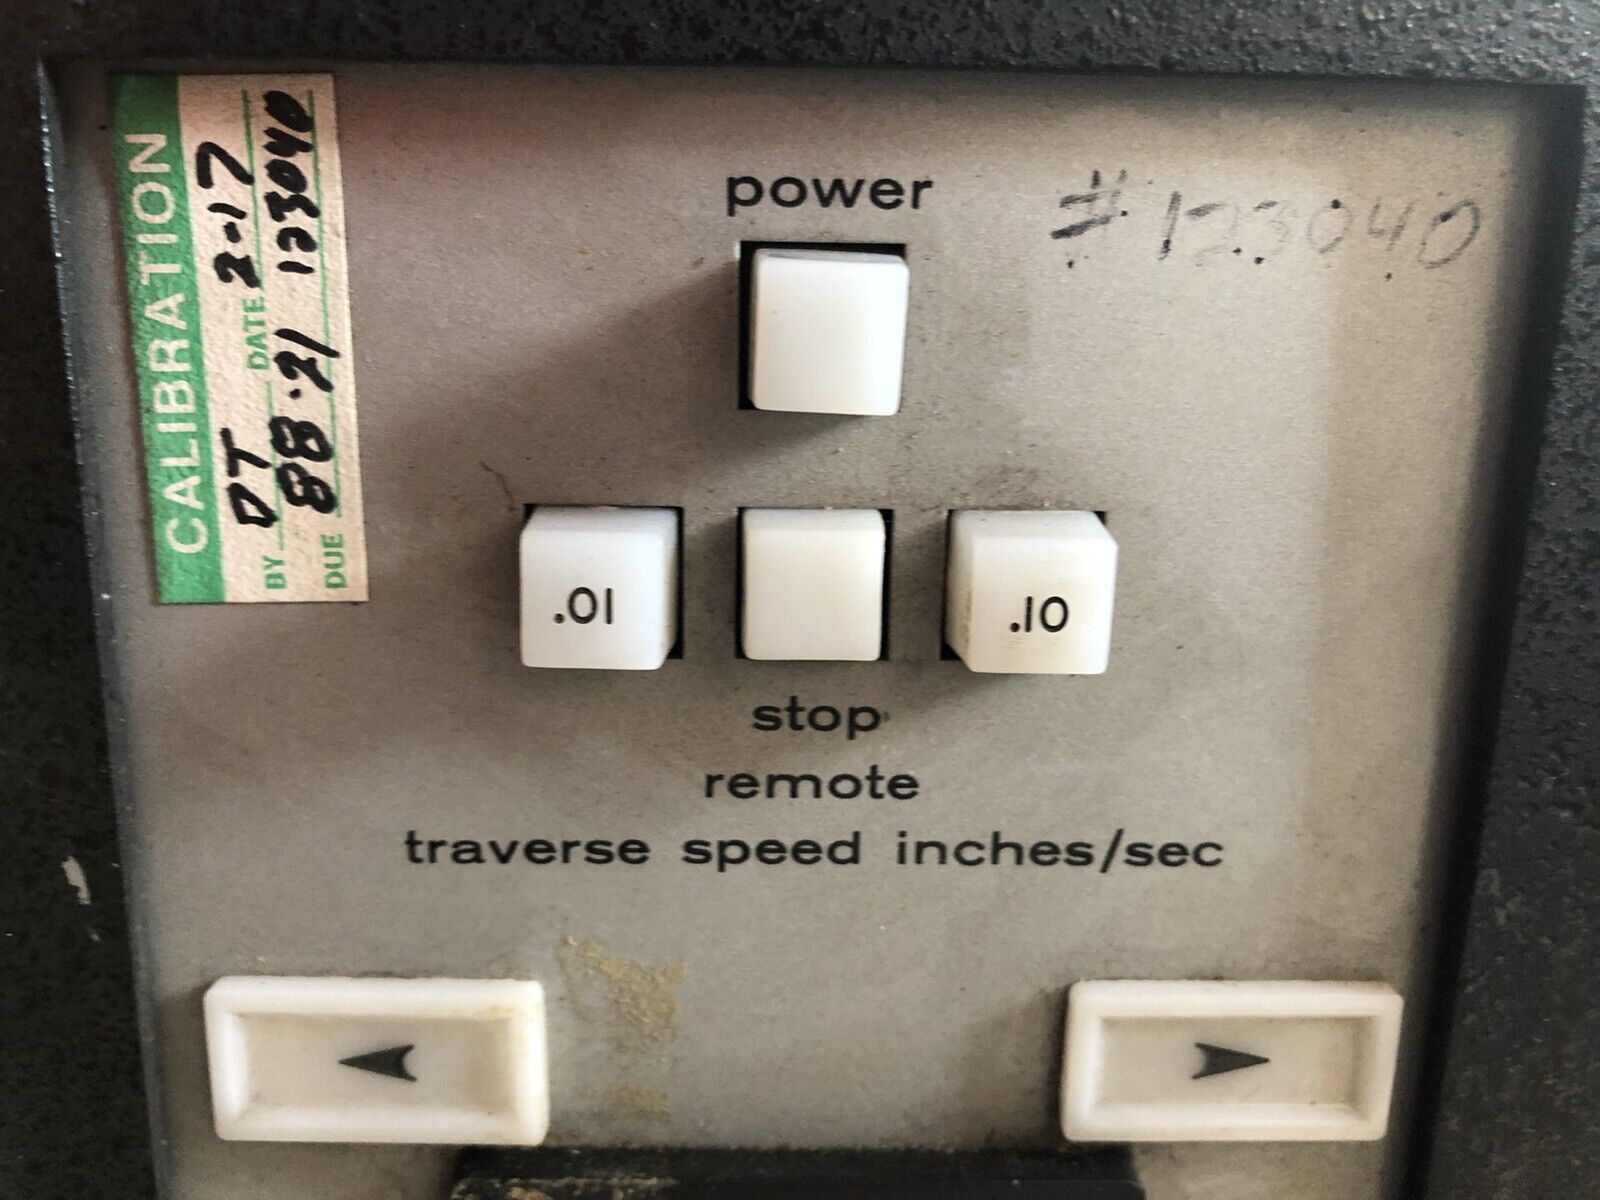 CALIBRATION
BY DT DATE 2-17
DUE 88.21 123040
power
#123040
.01
.10
stop
remote
traverse speed inches/sec